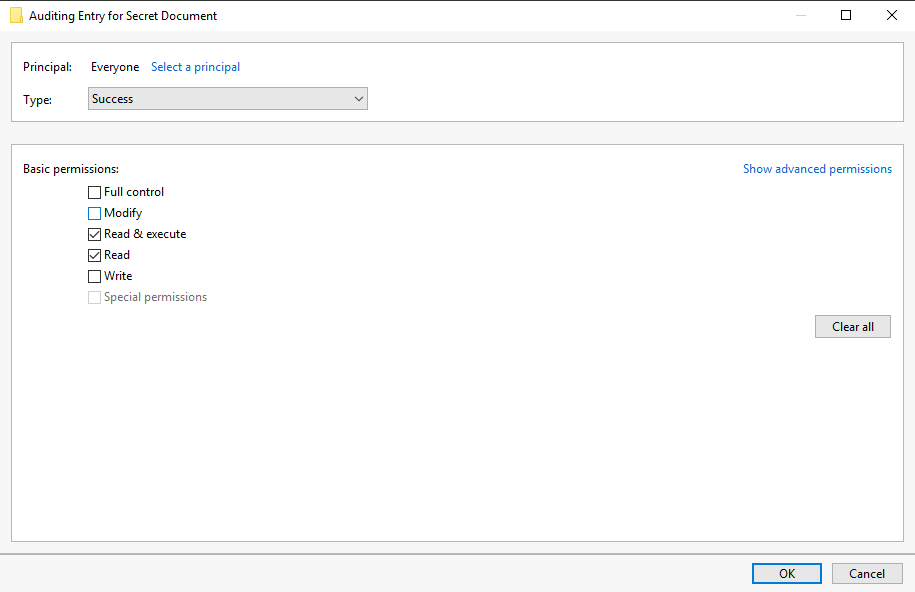 Auditing Entry for Secret Document
Principal: Everyone Select a principal
Type: Success
Basic permissions: Show advanced permissions
Full control
Modify
Read & execute
Read
Write
Special permissions
Clear all
OK Cancel